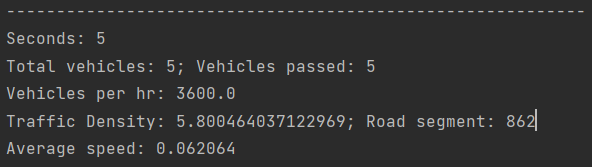 ----------------------------------------------------------
Seconds: 5
Total vehicles: 5; Vehicles passed: 5
Vehicles per hr: 3600.0
Traffic Density: 5.800464037122969; Road segment: 862
Average speed: 0.062064